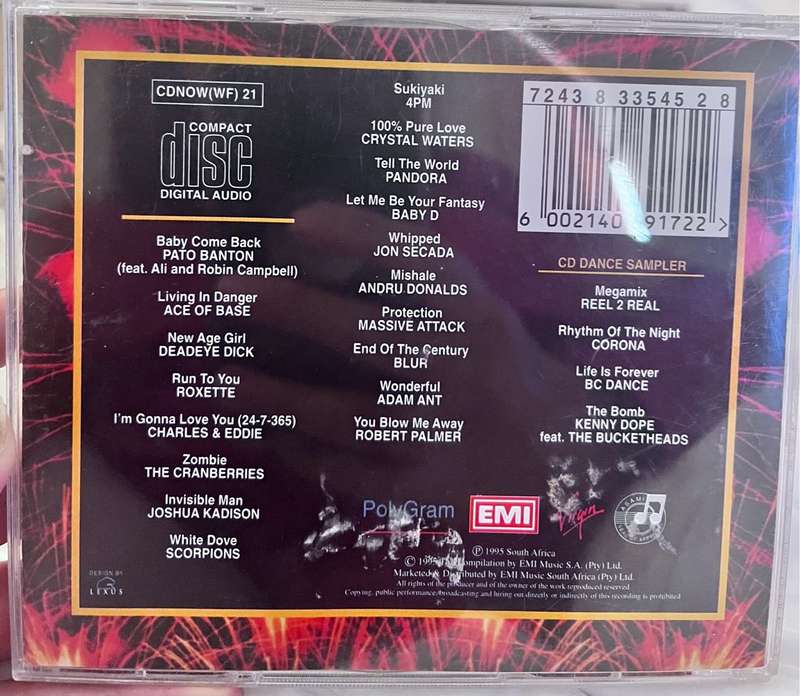 CDNOW(WF) 21
COMPACT
disc
DIGITAL AUDIO
Baby Come Back
PATO BANTON
(feat. Ali and Robin Campbell)
Living In Danger
ACE OF BASE
New Age Girl
DEADEYE DICK
Run To You
ROXETTE
I'm Gonna Love You (24-7-365)
CHARLES & EDDIE
Zombie
THE CRANBERRIES
Invisible Man
JOSHUA KADISON
White Dove
SCORPIONS
DESIGN BY
LEXUS
Sukiyaki
4PM
100% Pure Love
CRYSTAL WATERS
Tell The World
PANDORA
Let Me Be Your Fantasy
BABY D
Whipped
JON SECADA
Mishale
ANDRU DONALDS
Protection
MASSIVE ATTACK
End Of The Century
BLUR
Wonderful
ADAM ANT
You Blow Me Away
ROBERT PALMER
7243 8 33545 2 8
6 002140 91722 >
CD DANCE SAMPLER
Megamix
REEL 2 REAL
Rhythm Of The Night
CORONA
Life Is Forever
BC DANCE
The Bomb
KENNY DOPE
feat. THE BUCKETHEADS
PolyGram
EMI
Virgin
ASAMI
℗ 1995 South Africa
© Compilation by EMI Music S.A. (Pty) Ltd.
Marketed & Distributed by EMI Music South Africa (Pty) Ltd.
All rights of the producer and of the owner of the work reproduced reserved
Copying, public performance, broadcasting and hiring out directly or indirectly of this recording is prohibited